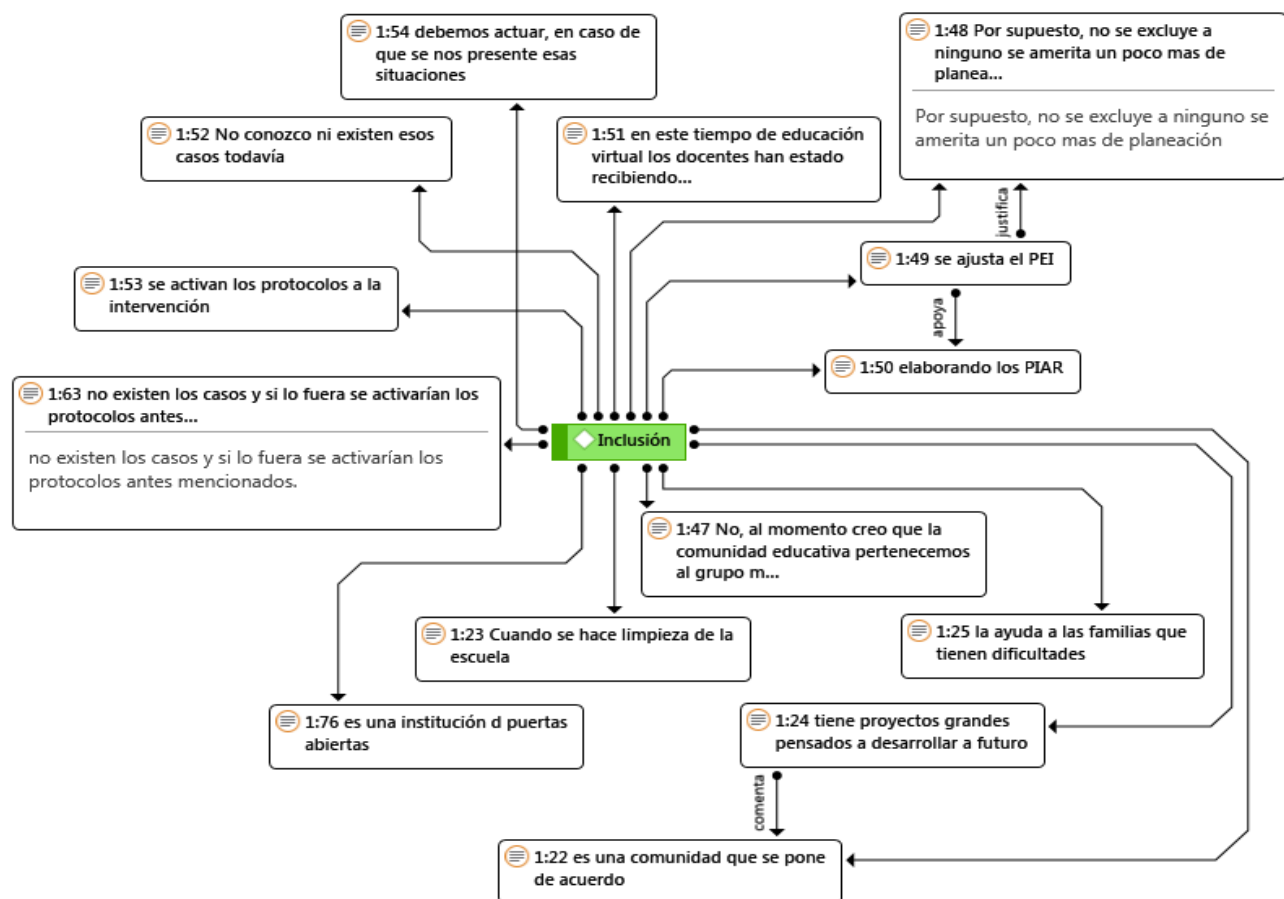 1:54 debemos actuar, en caso de
que se nos presente esas
situaciones
1:48 Por supuesto, no se excluye a
ninguno se amerita un poco mas de
planea...
Por supuesto, no se excluye a ninguno se
amerita un poco mas de planeación
1:52 No conozco ni existen esos
casos todavía
1:51 en este tiempo de educación
virtual los docentes han estado
recibiendo...
justifica
1:49 se ajusta el PEI
1:53 se activan los protocolos a la
intervención
apoya
1:50 elaborando los PIAR
1:63 no existen los casos y si lo fuera se activarían los
protocolos antes...
no existen los casos y si lo fuera se activarían los
protocolos antes mencionados.
Inclusión
1:47 No, al momento creo que la
comunidad educativa pertenecemos
al grupo m...
1:23 Cuando se hace limpieza de la
escuela
1:25 la ayuda a las familias que
tienen dificultades
1:76 es una institución d puertas
abiertas
1:24 tiene proyectos grandes
pensados a desarrollar a futuro
comenta
1:22 es una comunidad que se pone
de acuerdo